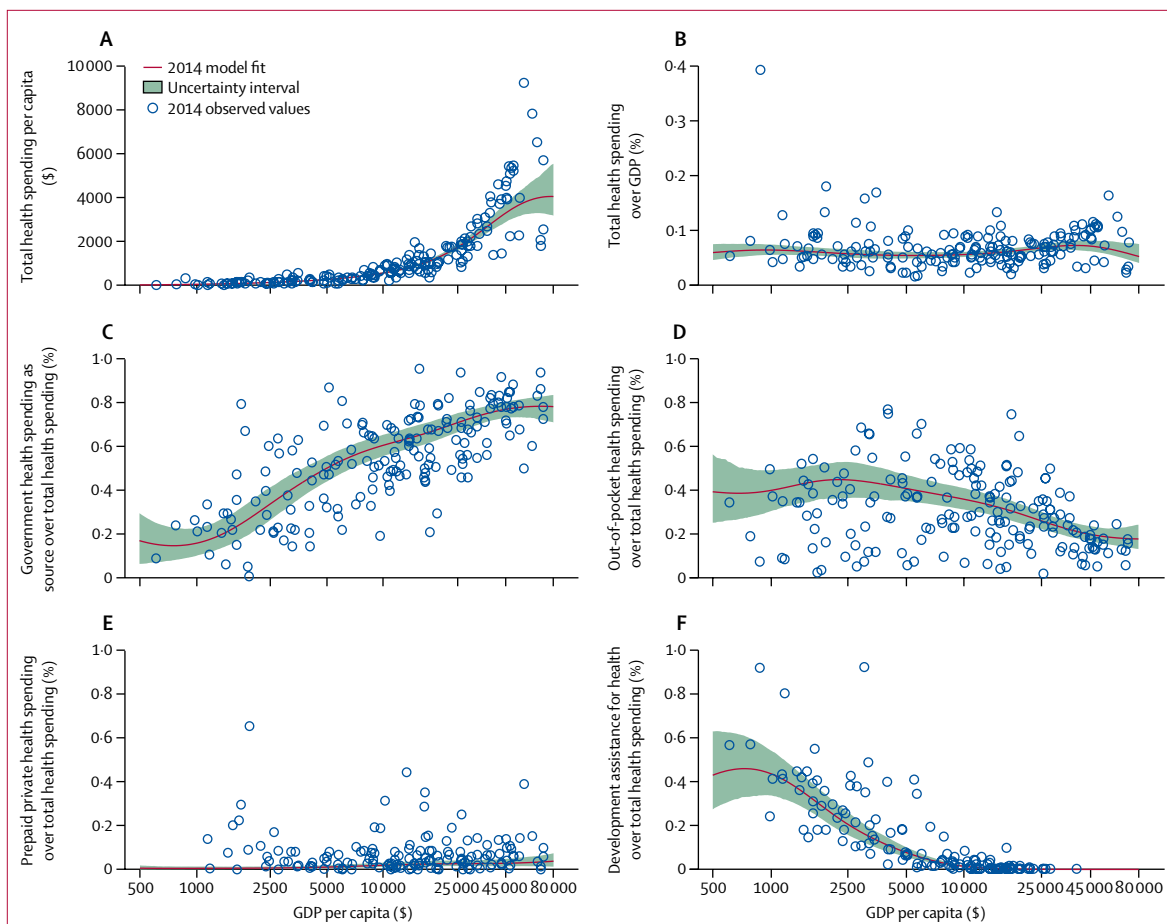 A
10 000
8000
6000
4000
2000
0
Total health spending per capita
($)
2014 model fit
Uncertainty interval
2014 observed values
B
0·4
0·3
0·2
0·1
0·05
0
Total health spending
over GDP (%)
C
1·0
0·8
0·6
0·4
0·2
0
Government health spending as
source over total health spending (%)
D
1·0
0·8
0·6
0·4
0·2
0
Out-of-pocket health spending
over total health spending (%)
E
1·0
0·8
0·6
0·4
0·2
0
Prepaid private health spending
over total health spending (%)
500
1000
2500
5000
10 000
25 000
45 000
80 000
GDP per capita ($)
F
1·0
0·8
0·6
0·4
0·2
0
Development assistance for health
over total health spending (%)
500
1000
2500
5000
10 000
25 000
45 000
80 000
GDP per capita ($)